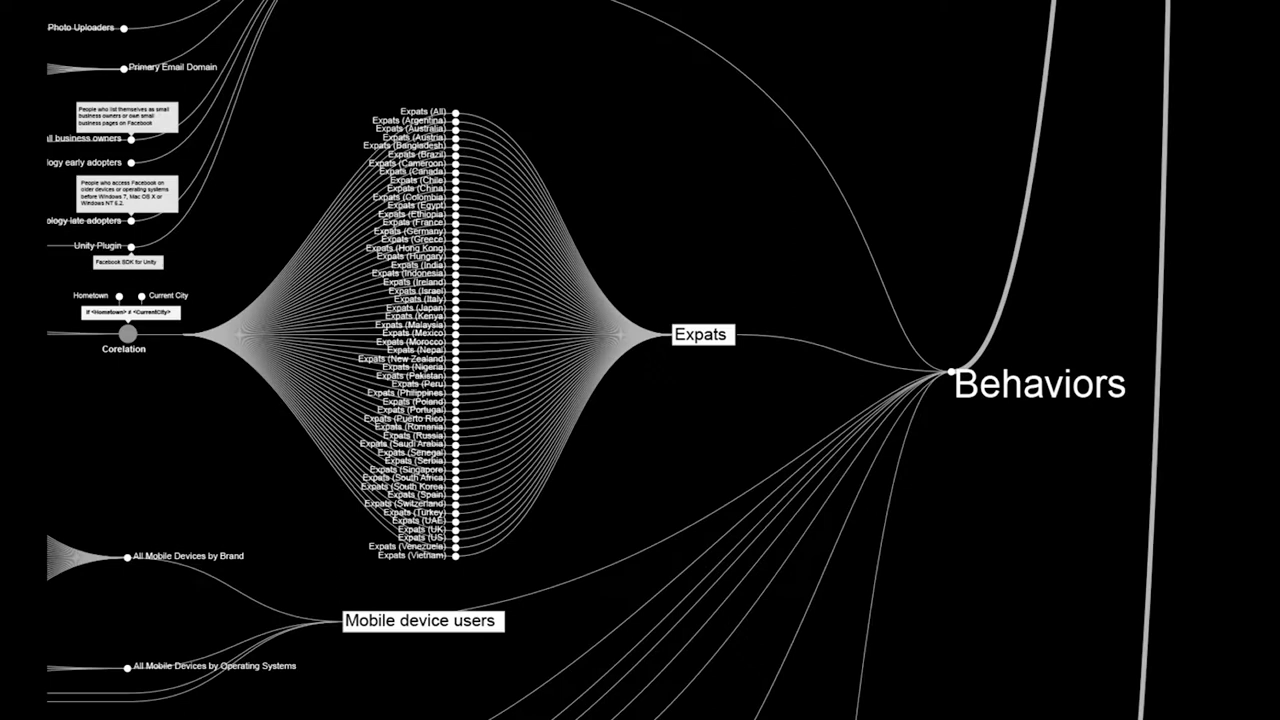 Photo Uploaders
Primary Email Domain
People who list themselves as small
business owners or own small
business pages on Facebook
ll business owners
logy early adopters
People who access Facebook on
older devices or operating systems
before Windows 7, Mac OS X or
Windows NT 6.2.
ology late adopters
Unity Plugin
Facebook SDK for Unity
Hometown
Current City
if <Hometown> ≠ <CurrentCity>
Corelation
Expats (All)
Expats (Argentina)
Expats (Australia)
Expats (Austria)
Expats (Bangladesh)
Expats (Brazil)
Expats (Cameroon)
Expats (Canada)
Expats (Chile)
Expats (China)
Expats (Colombia)
Expats (Egypt)
Expats (Ethiopia)
Expats (France)
Expats (Germany)
Expats (Greece)
Expats (Hong Kong)
Expats (Hungary)
Expats (India)
Expats (Indonesia)
Expats (Ireland)
Expats (Israel)
Expats (Italy)
Expats (Japan)
Expats (Kenya)
Expats (Malaysia)
Expats (Mexico)
Expats (Morocco)
Expats (Nepal)
Expats (New Zealand)
Expats (Nigeria)
Expats (Pakistan)
Expats (Peru)
Expats (Philippines)
Expats (Poland)
Expats (Portugal)
Expats (Puerto Rico)
Expats (Romania)
Expats (Russia)
Expats (Saudi Arabia)
Expats (Senegal)
Expats (Serbia)
Expats (Singapore)
Expats (South Africa)
Expats (South Korea)
Expats (Spain)
Expats (Switzerland)
Expats (Turkey)
Expats (UAE)
Expats (UK)
Expats (US)
Expats (Venezuela)
Expats (Vietnam)
Expats
Behaviors
All Mobile Devices by Brand
Mobile device users
All Mobile Devices by Operating Systems